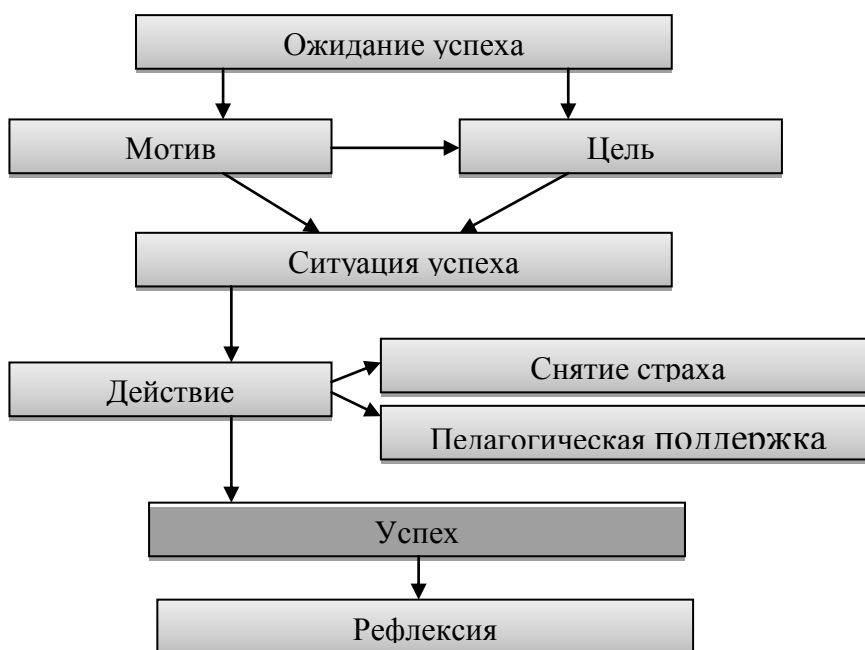 Ожидание успеха
Мотив
Цель
Ситуация успеха
Действие
Снятие страха
Педагогическая поддержка
Успех
Рефлексия